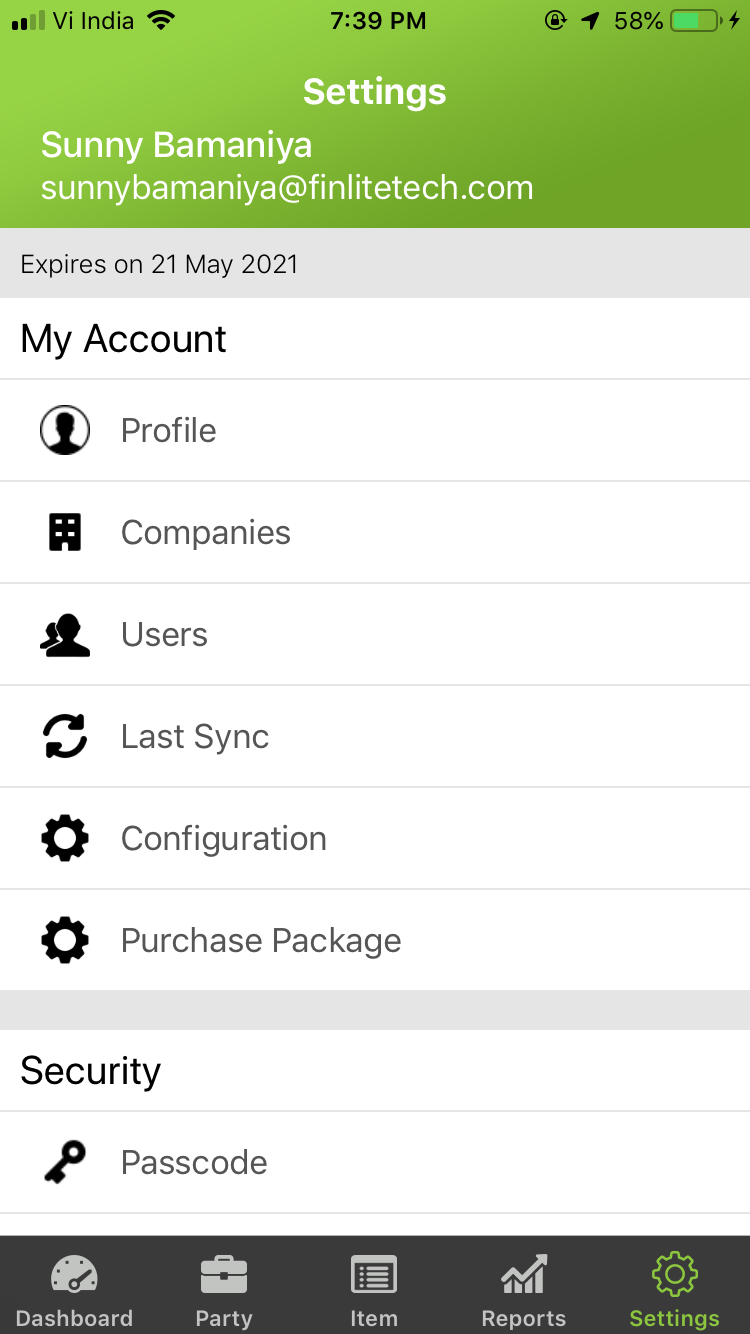 Vi India 7:39 PM 58%
Settings
Sunny Bamaniya
sunnybamaniya@finlitetech.com
Expires on 21 May 2021
My Account
Profile
Companies
Users
Last Sync
Configuration
Purchase Package
Security
Passcode
Dashboard Party Item Reports Settings